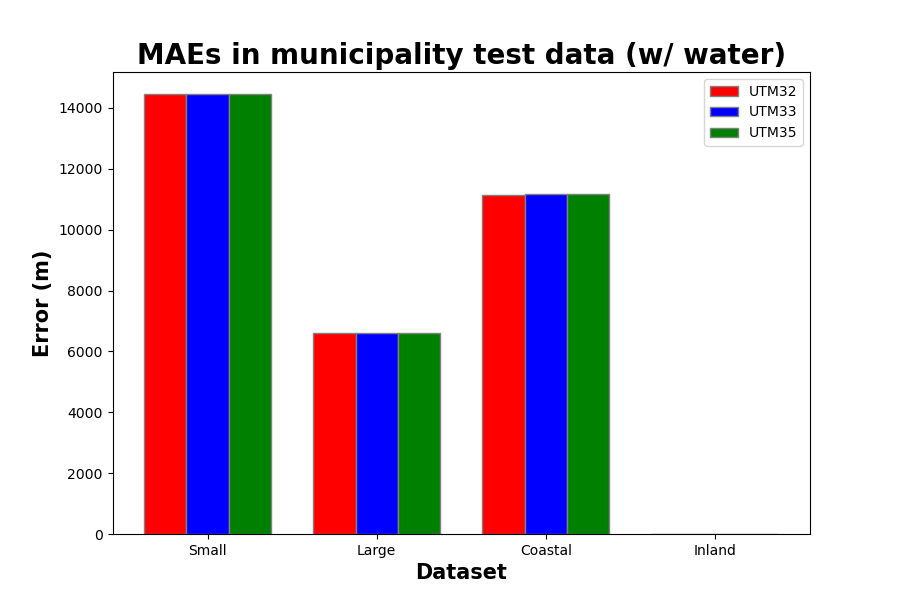 MAEs in municipality test data (w/ water)
UTM32
UTM33
UTM35
Error (m)
14000
12000
10000
8000
6000
4000
2000
0
Small Large Coastal Inland
Dataset